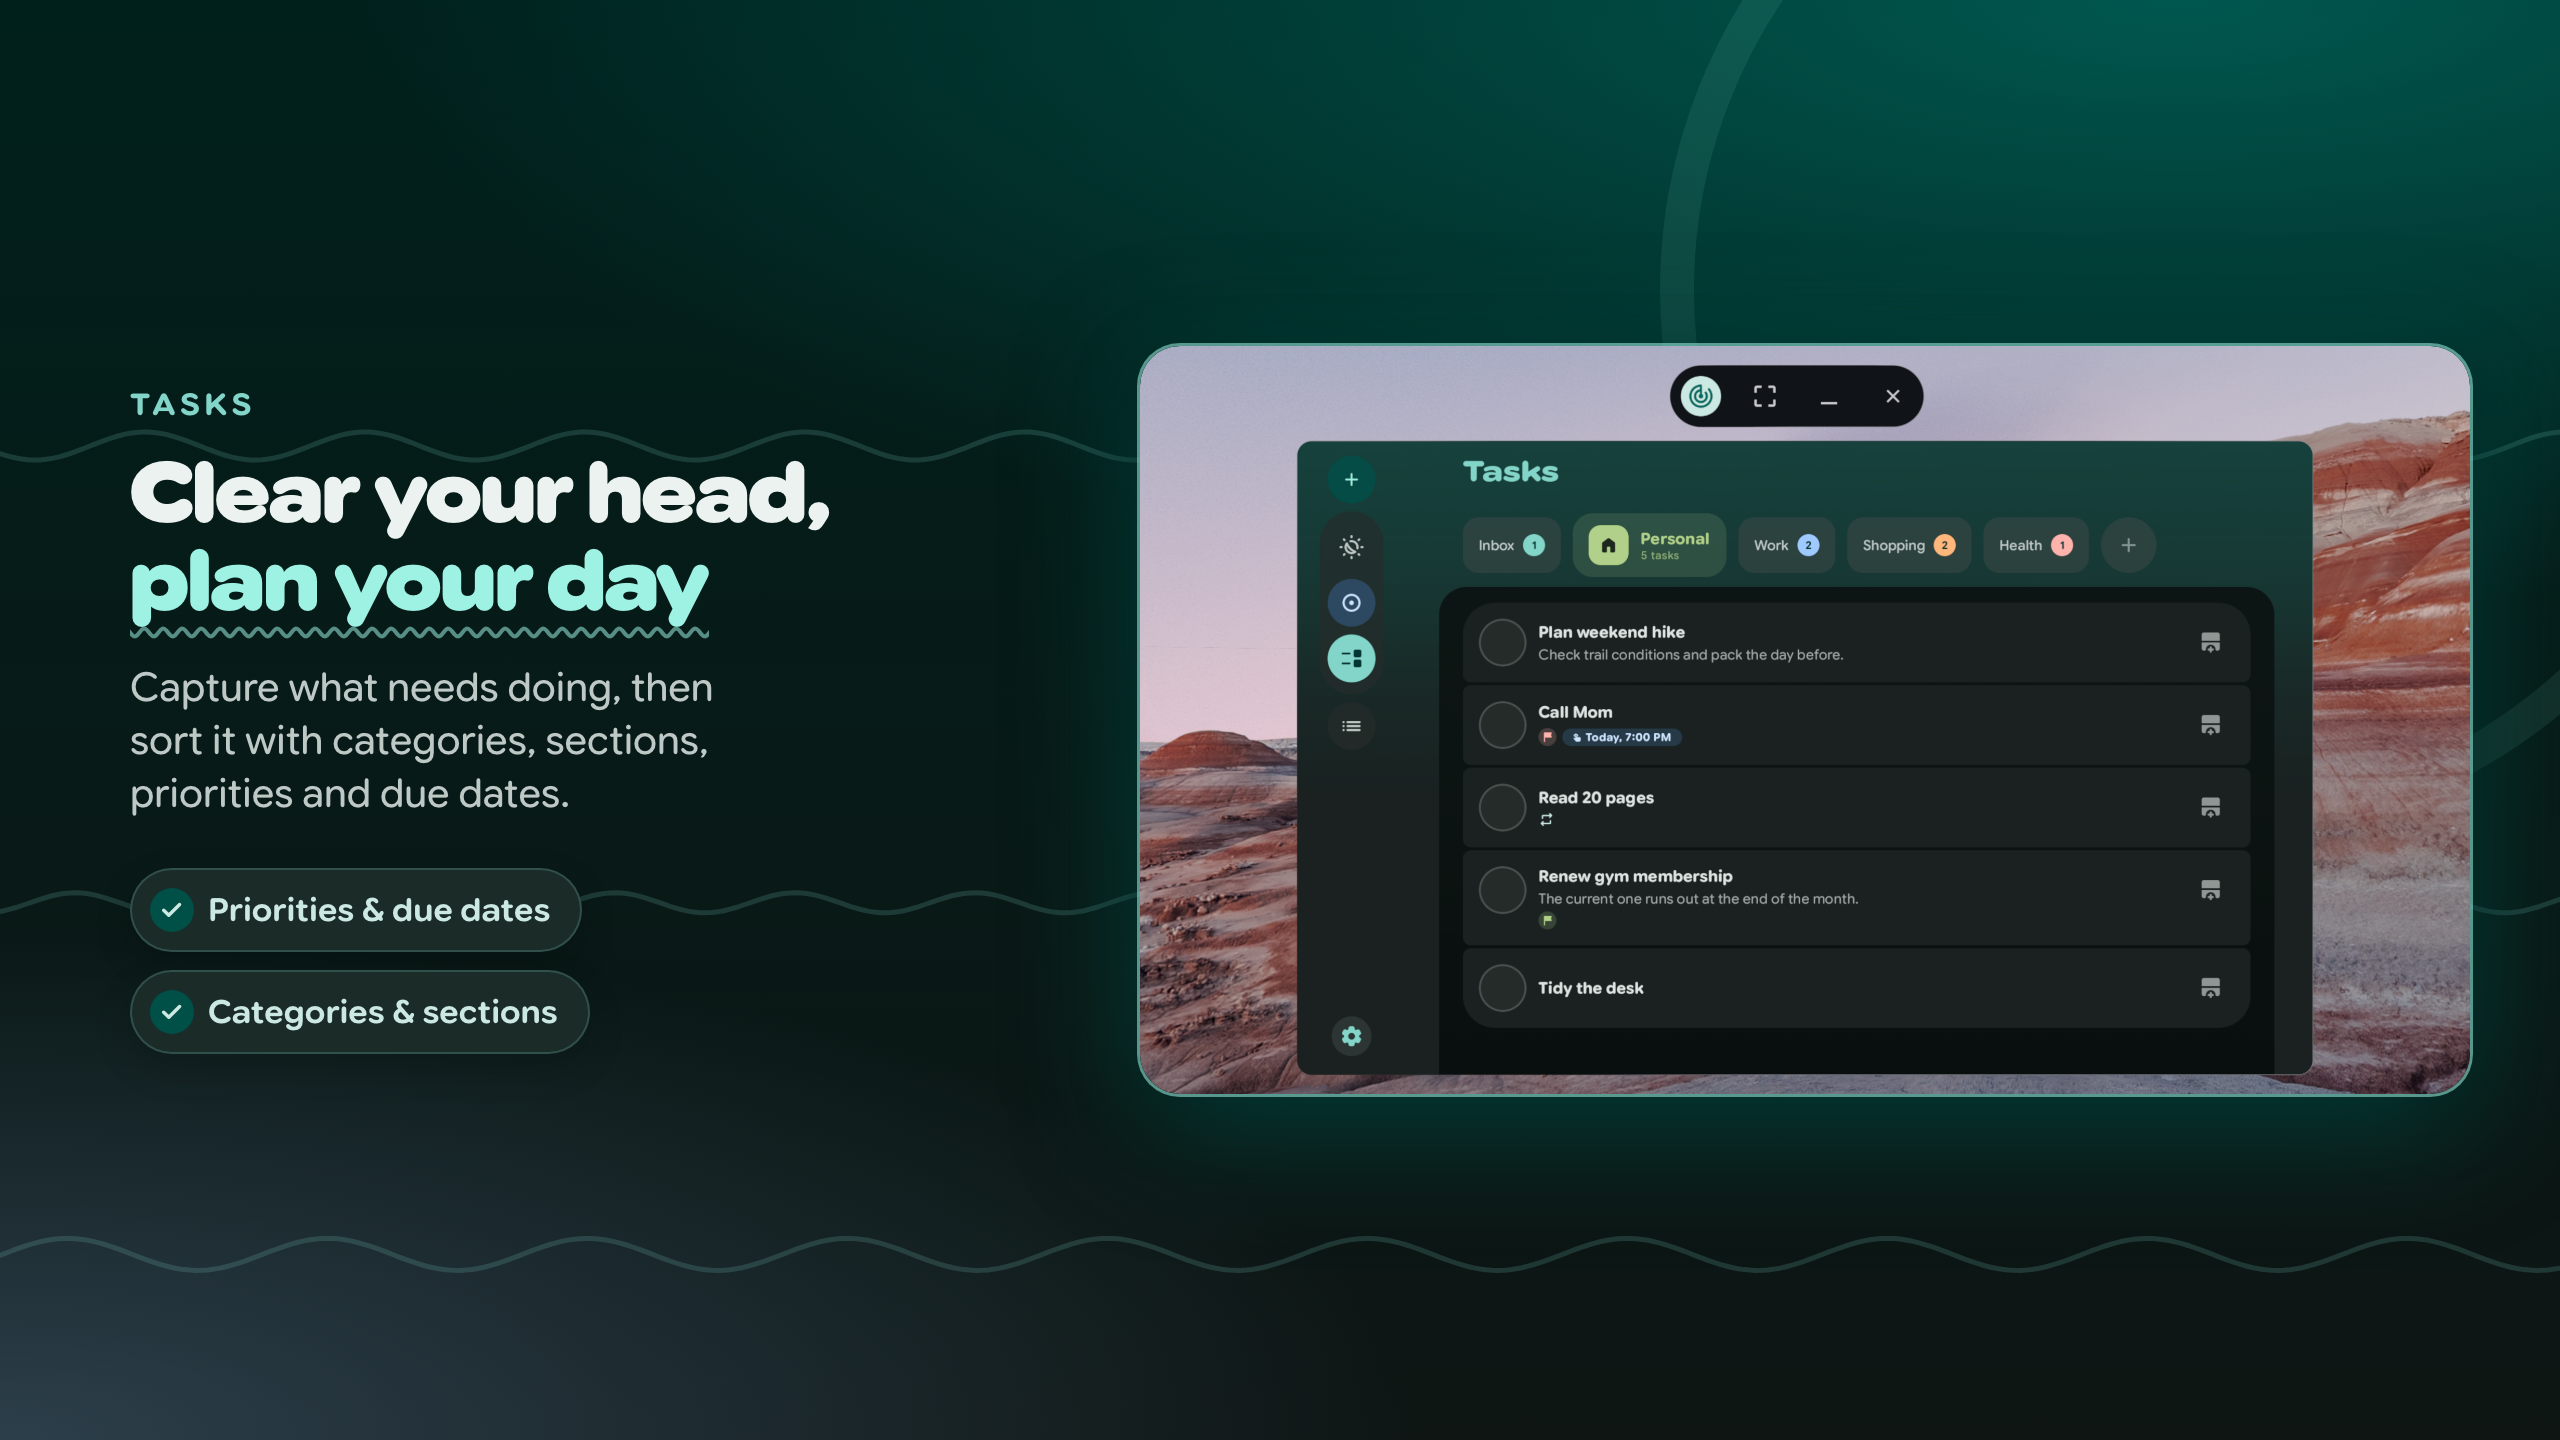 TASKS
Clear your head,
plan your day
Capture what needs doing, then
sort it with categories, sections,
priorities and due dates.
Priorities & due dates
Categories & sections
Tasks
Inbox 1
Personal
5 tasks
Work 2
Shopping 2
Health 1
Plan weekend hike
Check trail conditions and pack the day before.
Call Mom
Today, 7:00 PM
Read 20 pages
Renew gym membership
The current one runs out at the end of the month.
Tidy the desk